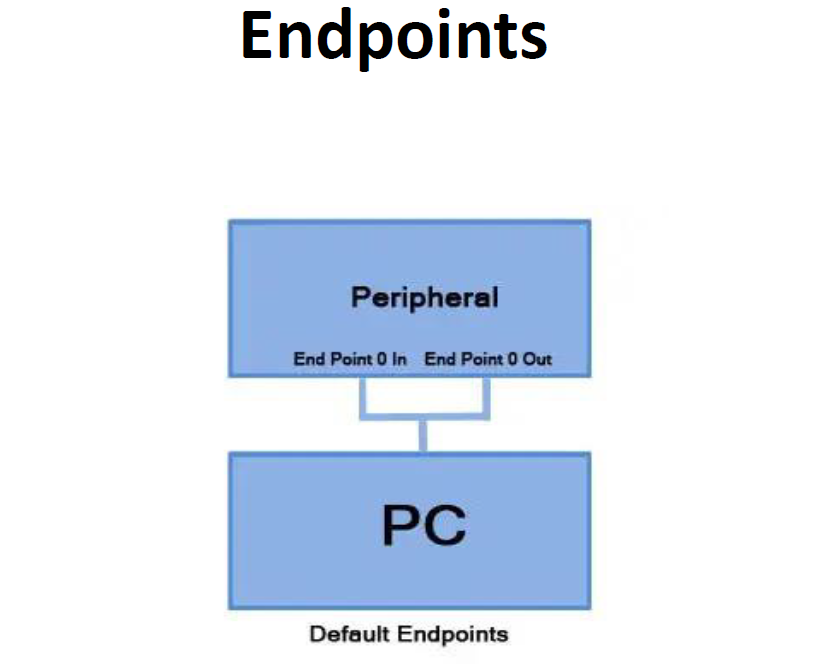 Endpoints
Peripheral
End Point 0 In End Point 0 Out
PC
Default Endpoints